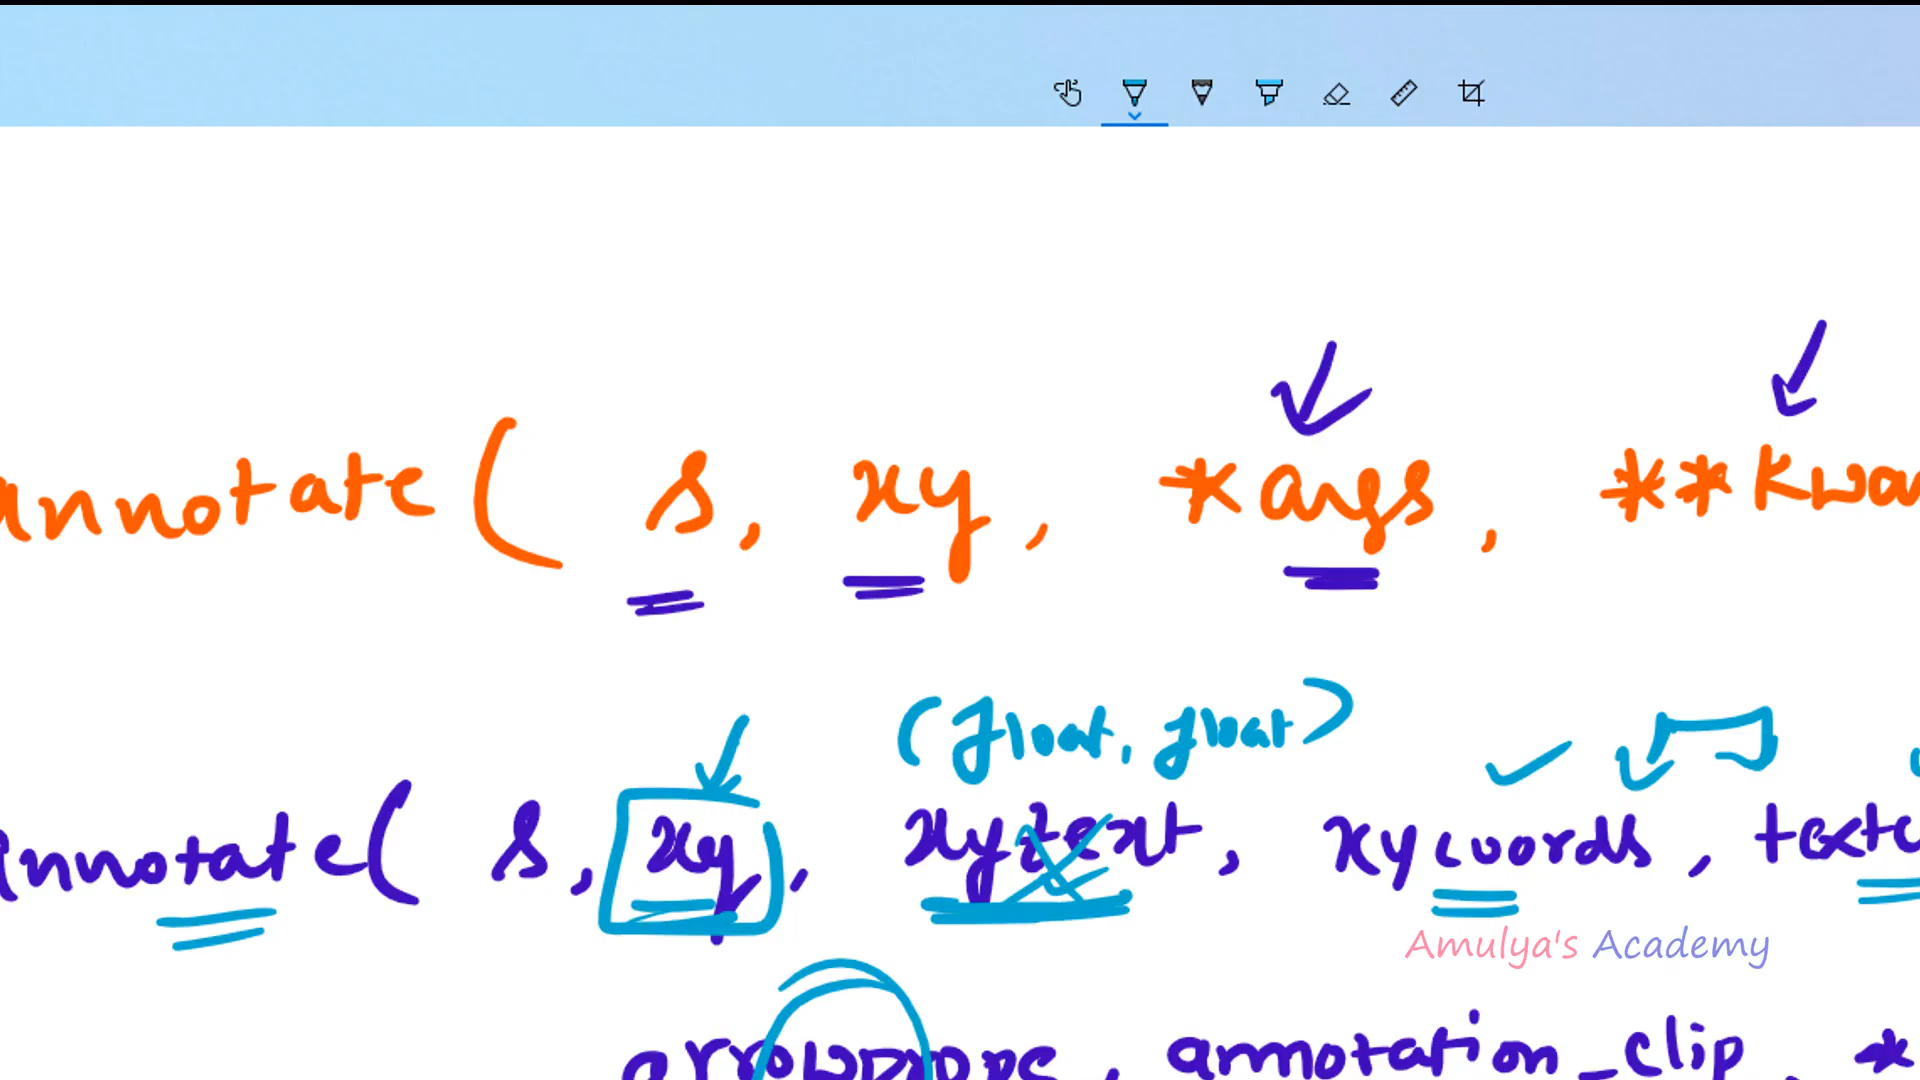 annotate( s, xy, *args, **kwa
(float, float)
annotate( s, xy, xytext, xycoords, textc
Amulya's Academy
arrowprops, annotation_clip, *